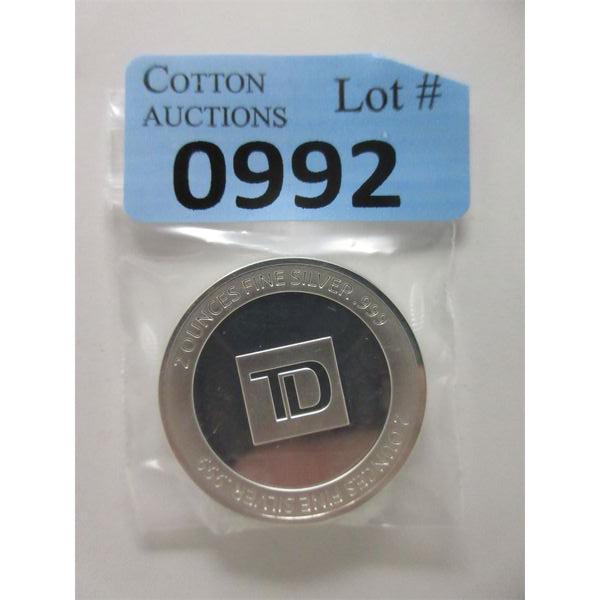 COTTON AUCTIONS
Lot #
0992
2 OUNCES FINE SILVER .999
TD
2 OUNCES FINE SILVER .999